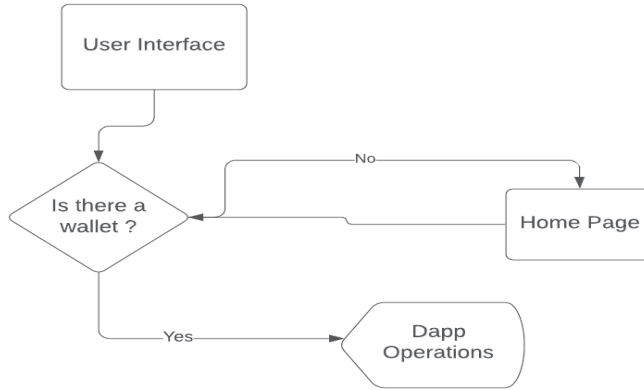 User Interface
No
Is there a
wallet ?
Home Page
Yes
Dapp
Operations